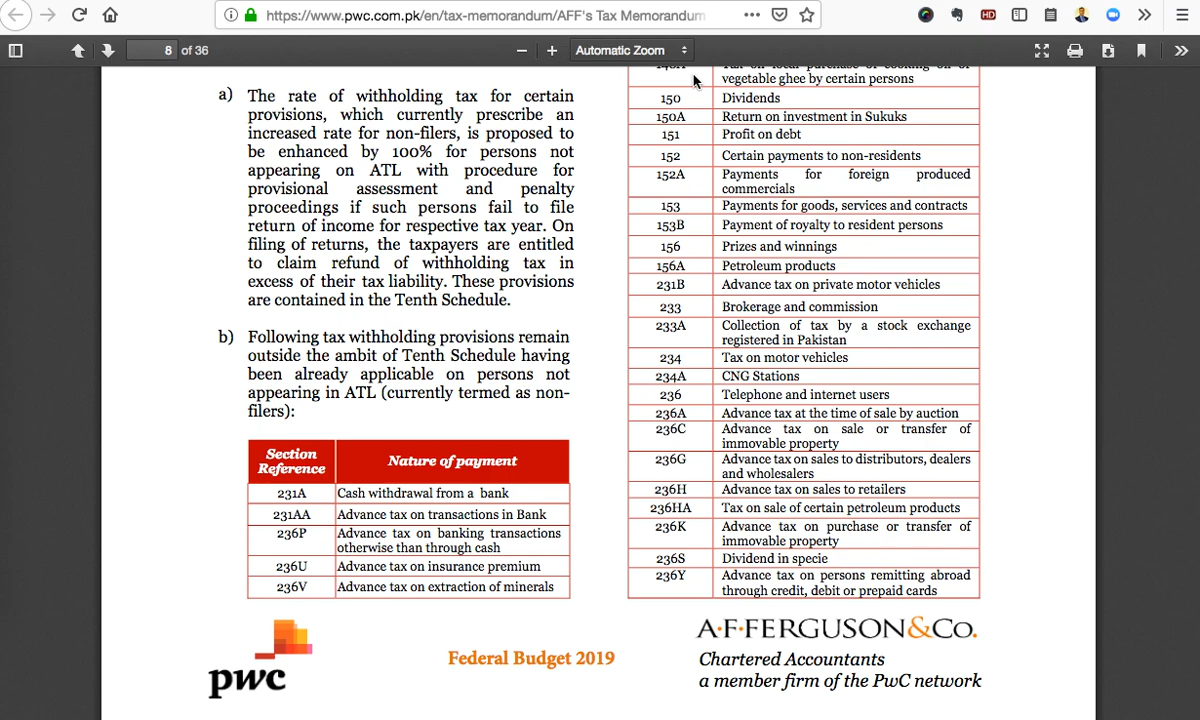 https://www.pwc.com.pk/en/tax-memorandum/AFF's Tax Memorandum
HD
8 of 36
Automatic Zoom
a) The rate of withholding tax for certain
provisions, which currently prescribe an
increased rate for non-filers, is proposed to
be enhanced by 100% for persons not
appearing on ATL with procedure for
provisional assessment and penalty
proceedings if such persons fail to file
return of income for respective tax year. On
filing of returns, the taxpayers are entitled
to claim refund of withholding tax in
excess of their tax liability. These provisions
are contained in the Tenth Schedule.
b) Following tax withholding provisions remain
outside the ambit of Tenth Schedule having
been already applicable on persons not
appearing in ATL (currently termed as non-
filers):
Section
Reference
Nature of payment
231A Cash withdrawal from a bank
231AA Advance tax on transactions in Bank
236P Advance tax on banking transactions
otherwise than through cash
236U Advance tax on insurance premium
236V Advance tax on extraction of minerals
vegetable ghee by certain persons
150 Dividends
150A Return on investment in Sukuks
151 Profit on debt
152 Certain payments to non-residents
152A Payments for foreign produced
commercials
153 Payments for goods, services and contracts
153B Payment of royalty to resident persons
156 Prizes and winnings
156A Petroleum products
231B Advance tax on private motor vehicles
233 Brokerage and commission
233A Collection of tax by a stock exchange
registered in Pakistan
234 Tax on motor vehicles
234A CNG Stations
236 Telephone and internet users
236A Advance tax at the time of sale by auction
236C Advance tax on sale or transfer of
immovable property
236G Advance tax on sales to distributors, dealers
and wholesalers
236H Advance tax on sales to retailers
236HA Tax on sale of certain petroleum products
236K Advance tax on purchase or transfer of
immovable property
236S Dividend in specie
236Y Advance tax on persons remitting abroad
through credit, debit or prepaid cards
pwc
Federal Budget 2019
A·F·FERGUSON&CO.
Chartered Accountants
a member firm of the PwC network